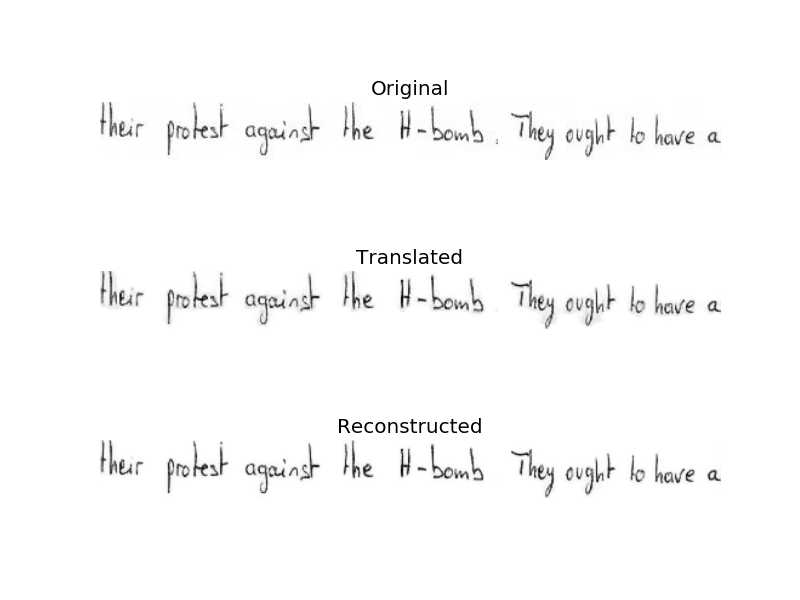 Original
their protest against the H-bomb. They ought to have a
Translated
their protest against the H-bomb They ought to have a
Reconstructed
their protest against the H-bomb They ought to have a